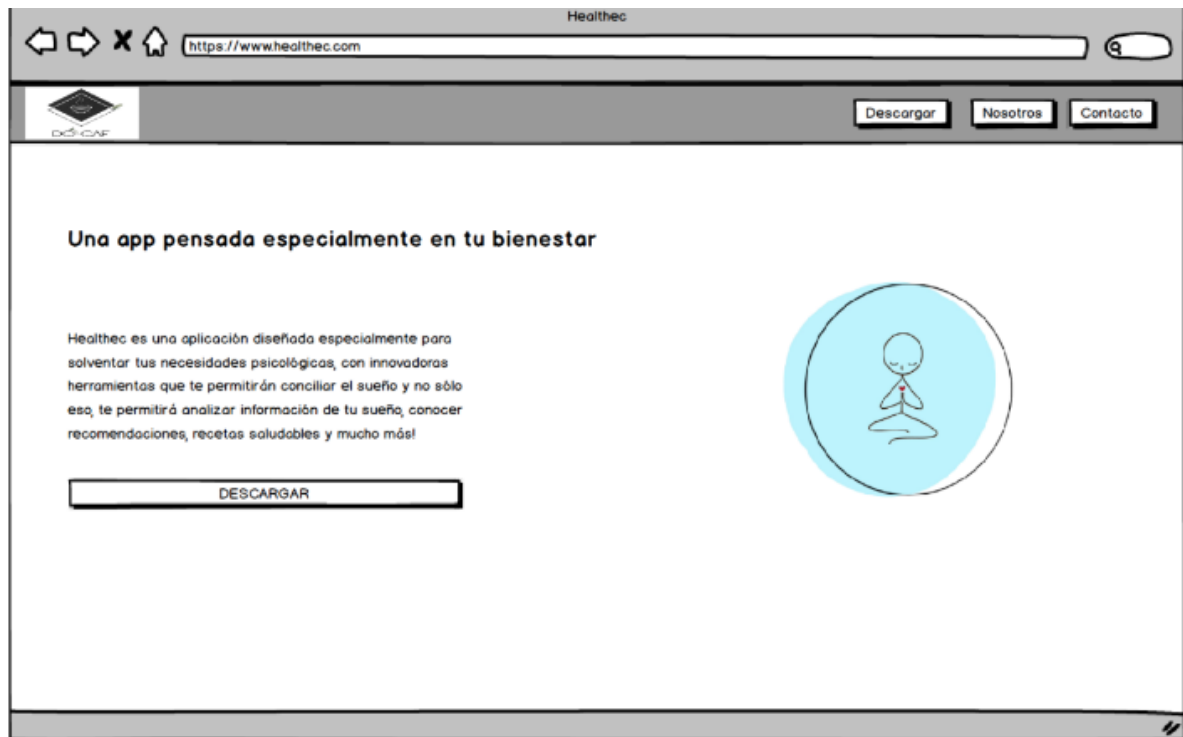 Healthec
https://www.healthec.com
Descargar
Nosotros
Contacto
Una app pensada especialmente en tu bienestar
Healthec es una aplicación diseñada especialmente para
solventar tus necesidades psicológicas, con innovadoras
herramientas que te permitirán conciliar el sueño y no sólo
eso, te permitirá analizar información de tu sueño, conocer
recomendaciones, recetas saludables y mucho más!
DESCARGAR